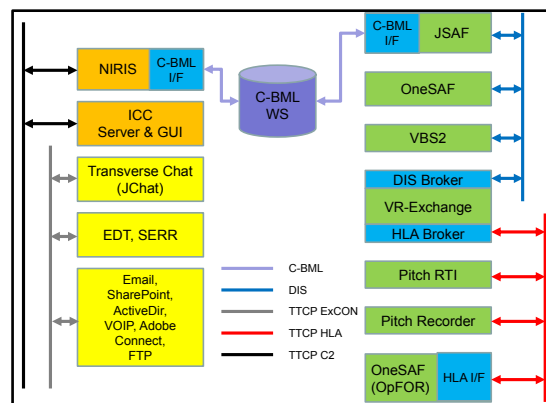 NIRIS
C-BML
I/F
ICC
Server & GUI
Transverse Chat
(JChat)
EDT, SERR
Email,
SharePoint,
ActiveDir,
VOIP, Adobe
Connect,
FTP
C-BML
WS
C-BML
DIS
TTCP ExCON
TTCP HLA
TTCP C2
C-BML
I/F
JSAF
OneSAF
VBS2
DIS Broker
VR-Exchange
HLA Broker
Pitch RTI
Pitch Recorder
OneSAF
(OpFOR)
HLA I/F